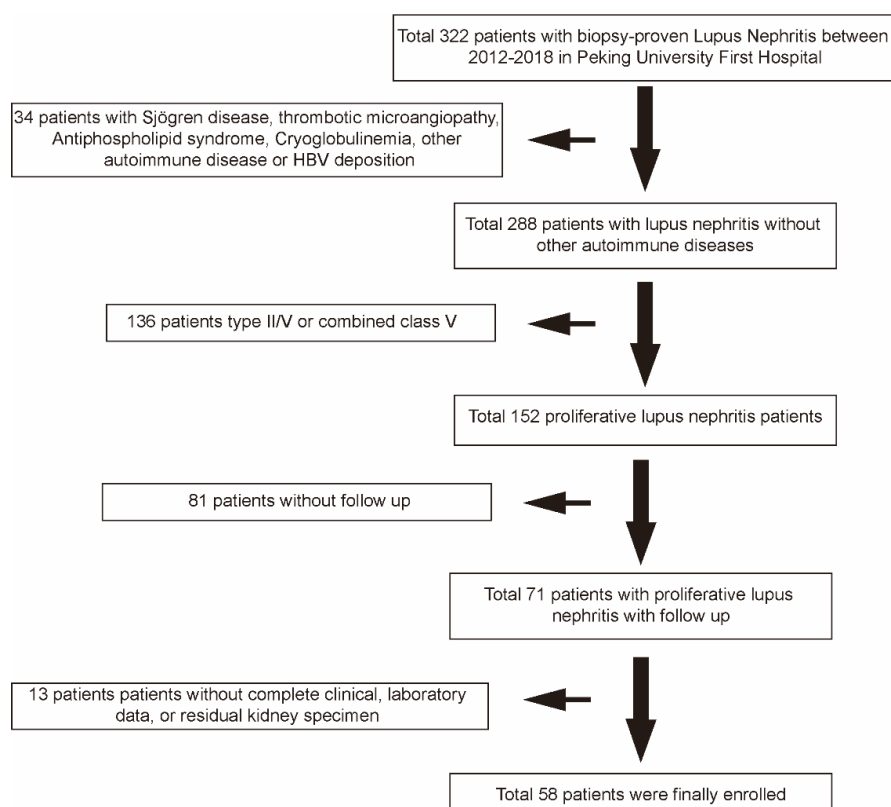 Total 322 patients with biopsy-proven Lupus Nephritis between
2012-2018 in Peking University First Hospital
34 patients with Sjögren disease, thrombotic microangiopathy,
Antiphospholipid syndrome, Cryoglobulinemia, other
autoimmune disease or HBV deposition
Total 288 patients with lupus nephritis without
other autoimmune diseases
136 patients type II/V or combined class V
Total 152 proliferative lupus nephritis patients
81 patients without follow up
Total 71 patients with proliferative lupus
nephritis with follow up
13 patients patients without complete clinical, laboratory
data, or residual kidney specimen
Total 58 patients were finally enrolled